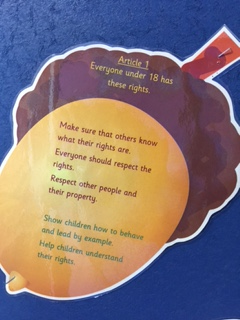 Article 1
Everyone under 18 has
these rights.
Make sure that others know
what their rights are.
Everyone should respect the
rights.
Respect other people and
their property.
Show children how to behave
and lead by example.
Help children understand
their rights.